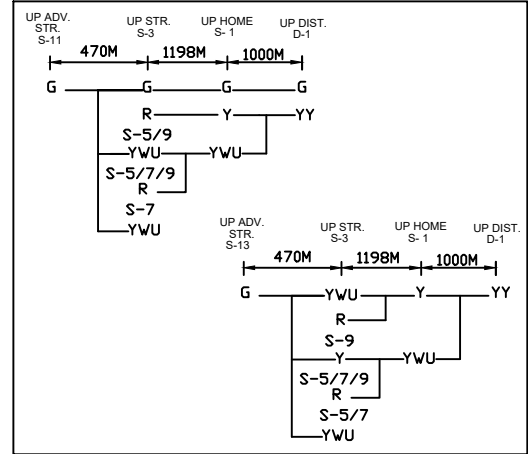 UP ADV. STR. S-11
UP STR. S-3
UP HOME S- 1
UP DIST. D-1
470M 1198M 1000M
G G G G
R Y YY
S-5/9
YWU YWU
S-5/7/9
R
S-7
YWU
UP ADV. STR. S-13
UP STR. S-3
UP HOME S- 1
UP DIST. D-1
470M 1198M 1000M
G YWU Y YY
R
S-9
Y YWU
S-5/7/9
R
S-5/7
YWU